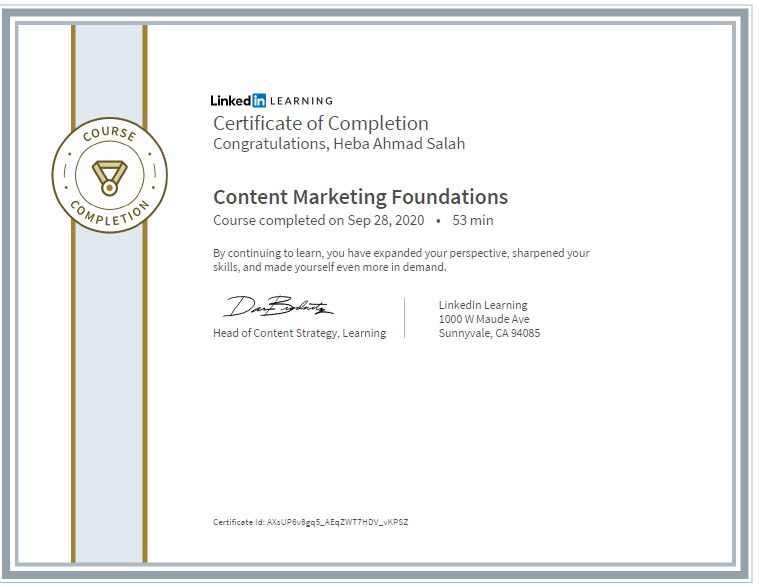 COURSE
COMPLETION
Linked in LEARNING
Certificate of Completion
Congratulations, Heba Ahmad Salah
Content Marketing Foundations
Course completed on Sep 28, 2020 • 53 min
By continuing to learn, you have expanded your perspective, sharpened your
skills, and made yourself even more in demand.
Head of Content Strategy, Learning
LinkedIn Learning
1000 W Maude Ave
Sunnyvale, CA 94085
Certificate Id: AXsUP6v8gq5_AEqZWT7HDV_vKPSZ